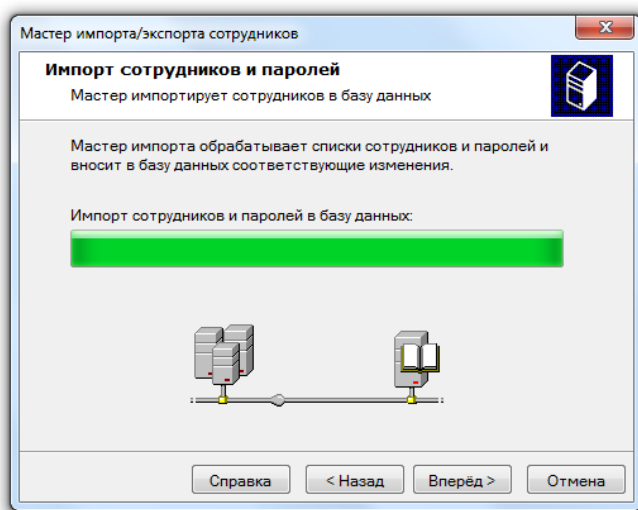 Мастер импорта/экспорта сотрудников
Импорт сотрудников и паролей
Мастер импортирует сотрудников в базу данных
Мастер импорта обрабатывает списки сотрудников и паролей и
вносит в базу данных соответствующие изменения.
Импорт сотрудников и паролей в базу данных:
Справка
< Назад
Вперёд >
Отмена